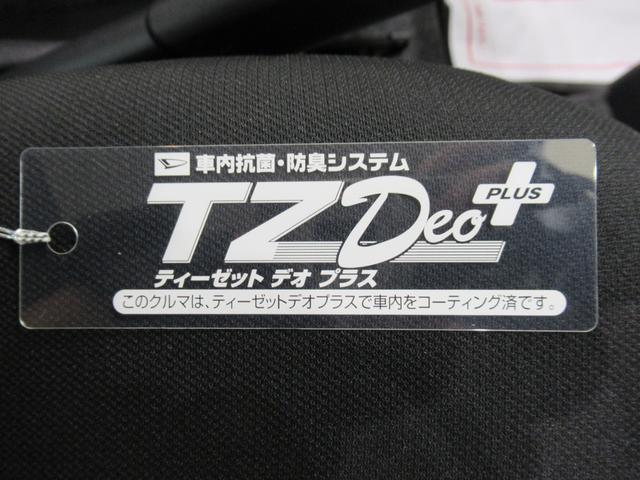 車内抗菌・防臭システム
TZ Deo PLUS
ティーゼット デオ プラス
このクルマは、ティーゼットデオプラスで車内をコーティング済です。